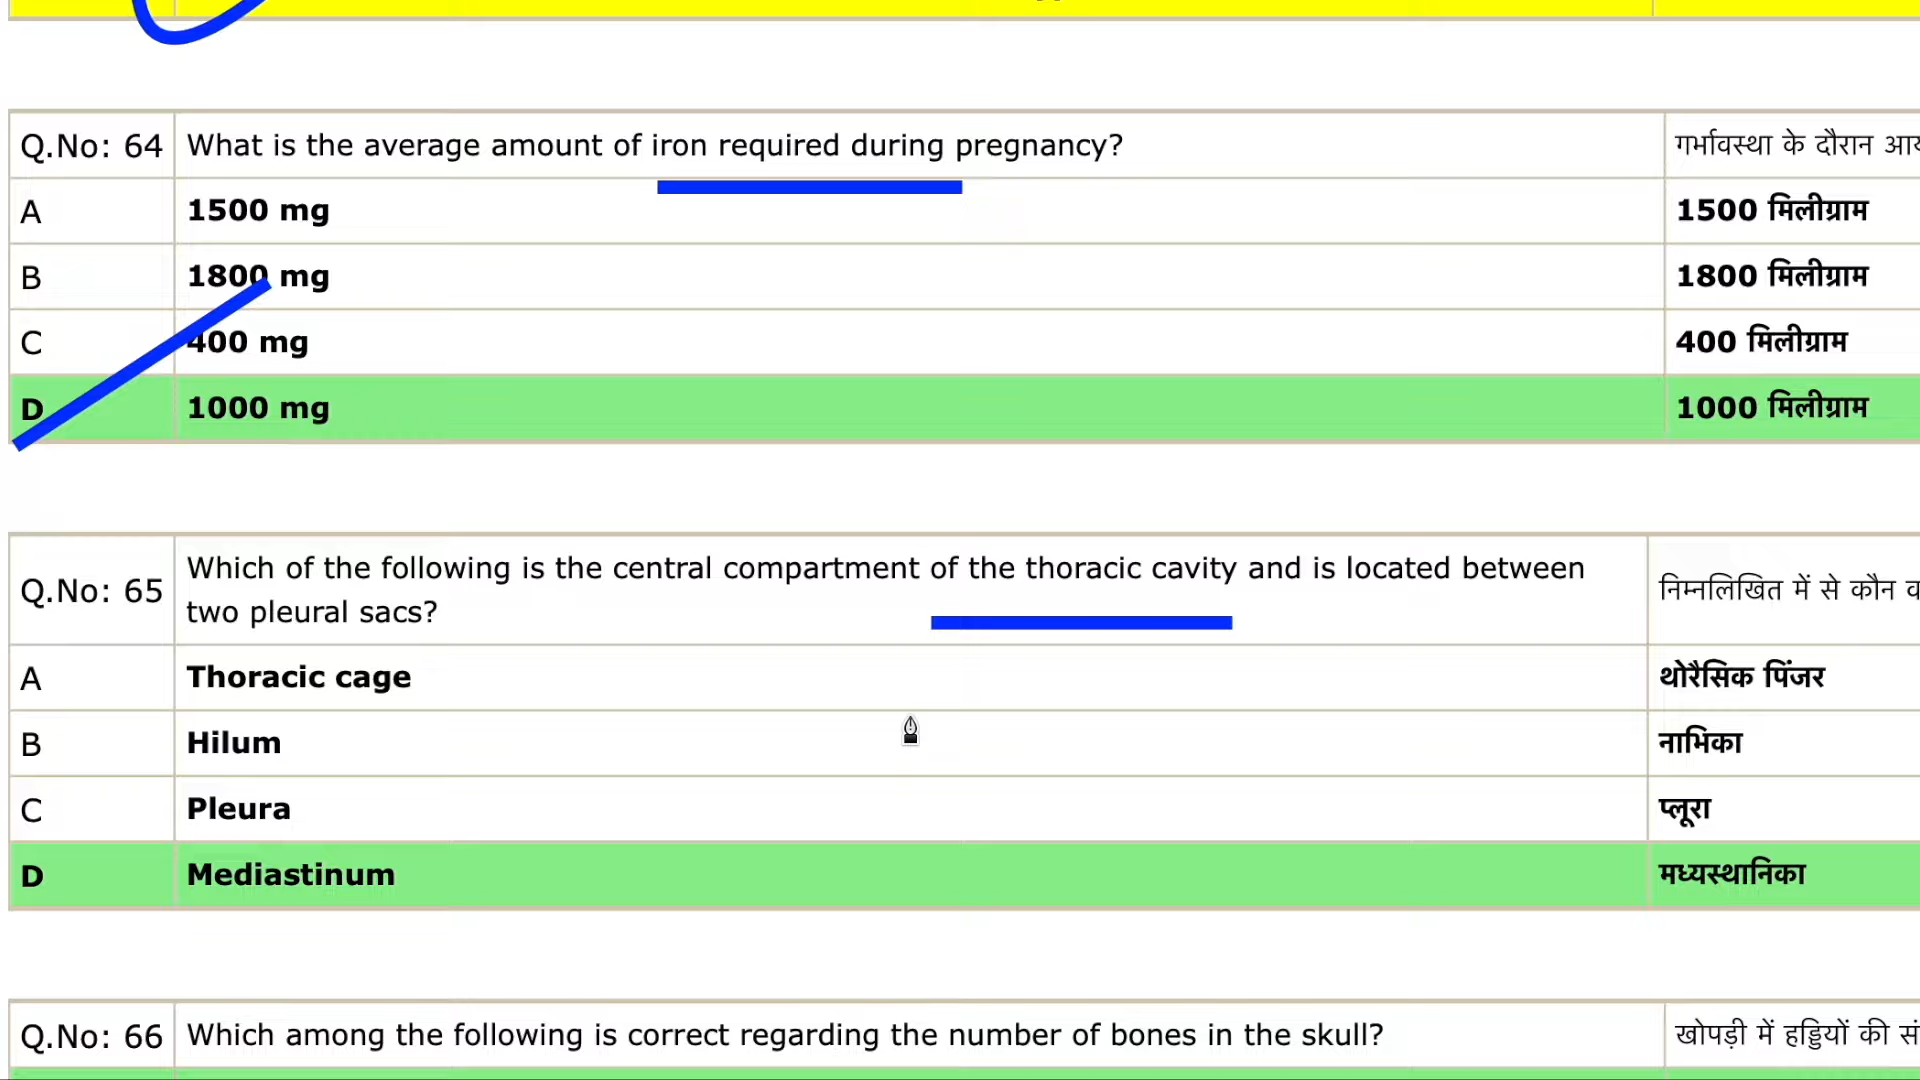 Q.No: 64 What is the average amount of iron required during pregnancy? गर्भावस्था के दौरान
A 1500 mg 1500 मिलीग्राम
B 1800 mg 1800 मिलीग्राम
C 400 mg 400 मिलीग्राम
D 1000 mg 1000 मिलीग्राम
Q.No: 65 Which of the following is the central compartment of the thoracic cavity and is located between
two pleural sacs? निम्नलिखित में से कौन
A Thoracic cage थोरैसिक पिंजर
B Hilum नाभिका
C Pleura प्लूरा
D Mediastinum मध्यस्थानिका
Q.No: 66 Which among the following is correct regarding the number of bones in the skull? खोपड़ी में हड्डियों की